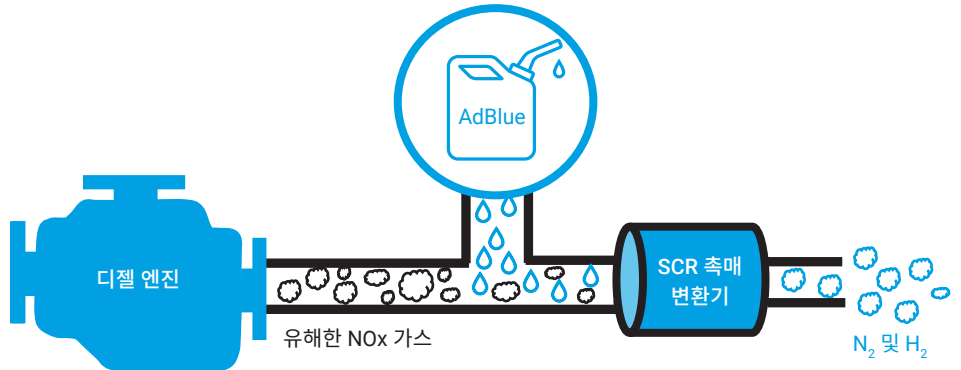 AdBlue
디젤 엔진
SCR 촉매
변환기
유해한 NOx 가스
N₂ 및 H₂